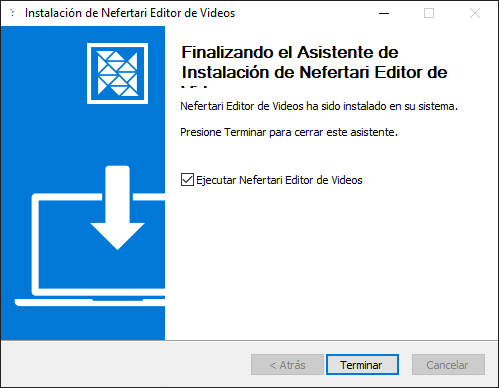 Instalación de Nefertari Editor de Videos
Finalizando el Asistente de
Instalación de Nefertari Editor de
Nefertari Editor de Videos ha sido instalado en su sistema.
Presione Terminar para cerrar este asistente.
Ejecutar Nefertari Editor de Videos
< Atrás
Terminar
Cancelar